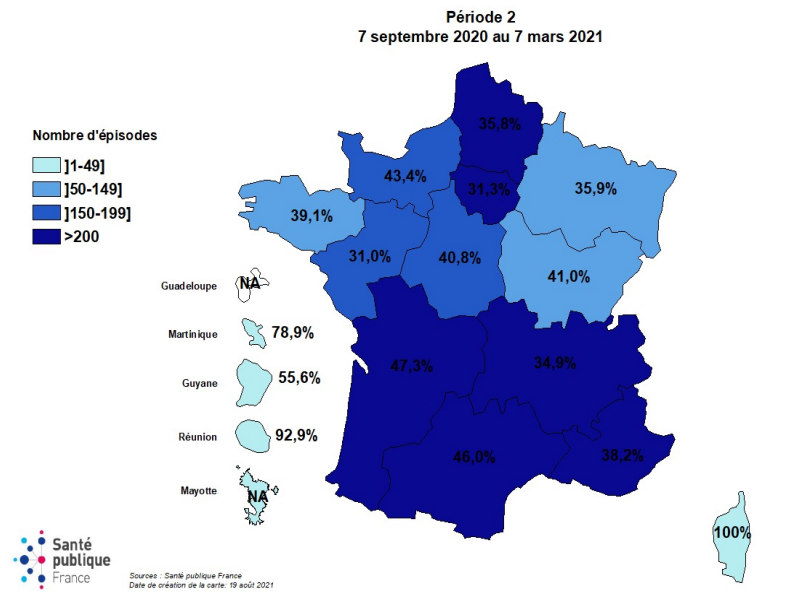 Période 2
7 septembre 2020 au 7 mars 2021
Nombre d'épisodes
]1-49]
]50-149]
]150-199]
>200
35,8%
43,4%
31,3%
35,9%
39,1%
31,0%
40,8%
41,0%
Guadeloupe NA
Martinique 78,9%
47,3%
34,9%
Guyane 55,6%
Réunion 92,9%
46,0%
38,2%
Mayotte NA
100%
Santé
publique
France
Sources : Santé publique France
Date de création de la carte: 19 août 2021